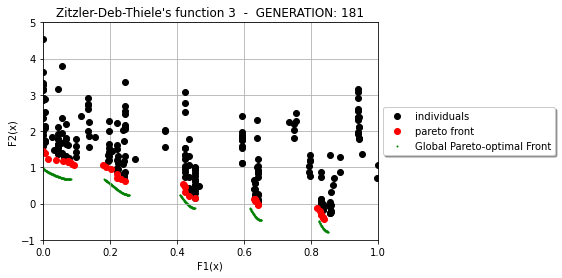 Zitzler-Deb-Thiele's function 3  -  GENERATION: 181
5
4
3
2
1
0
−1
F2(x)
0.0 0.2 0.4 0.6 0.8 1.0
F1(x)
individuals
pareto front
Global Pareto-optimal Front